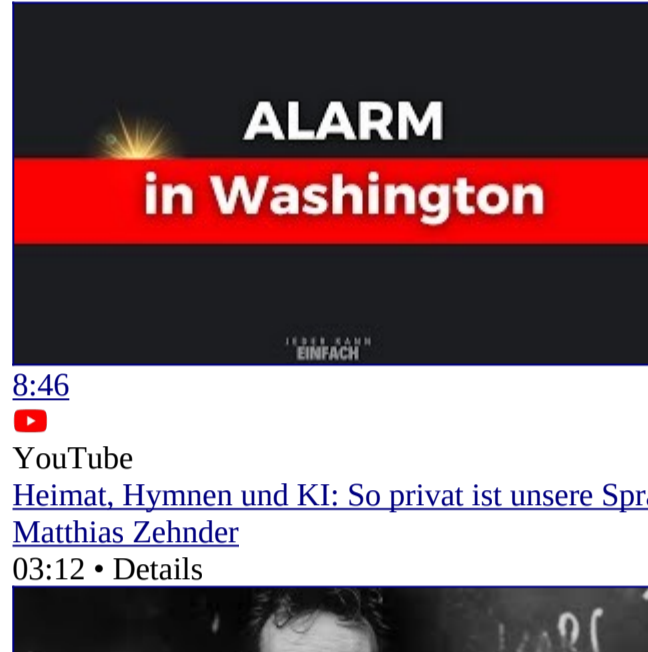 ALARM
in Washington
JEDER KANN
EINFACH
8:46
YouTube
Heimat, Hymnen und KI: So privat ist unsere
Matthias Zehnder
03:12 • Details